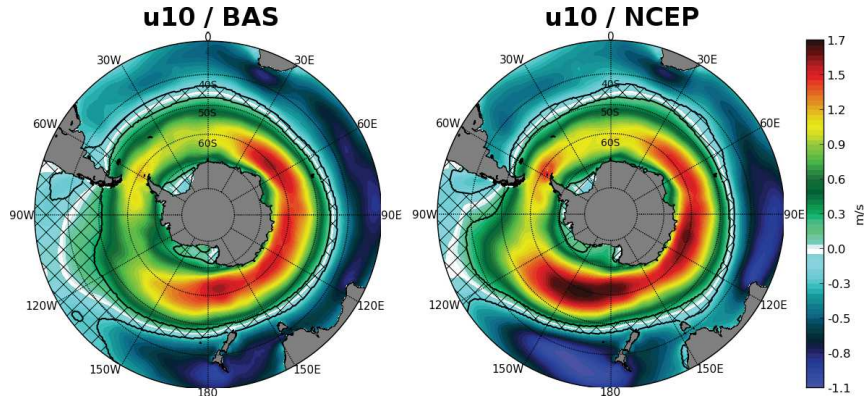 u10 / BAS
0
30W
30E
60W
60E
90W
90E
120W
120E
150W
150E
180
40S
50S
60S
u10 / NCEP
0
30W
30E
60W
60E
90W
90E
120W
120E
150W
150E
180
40S
50S
60S
1.7
1.5
1.2
0.9
0.6
0.3
0.0
-0.3
-0.5
-0.8
-1.1
m/s